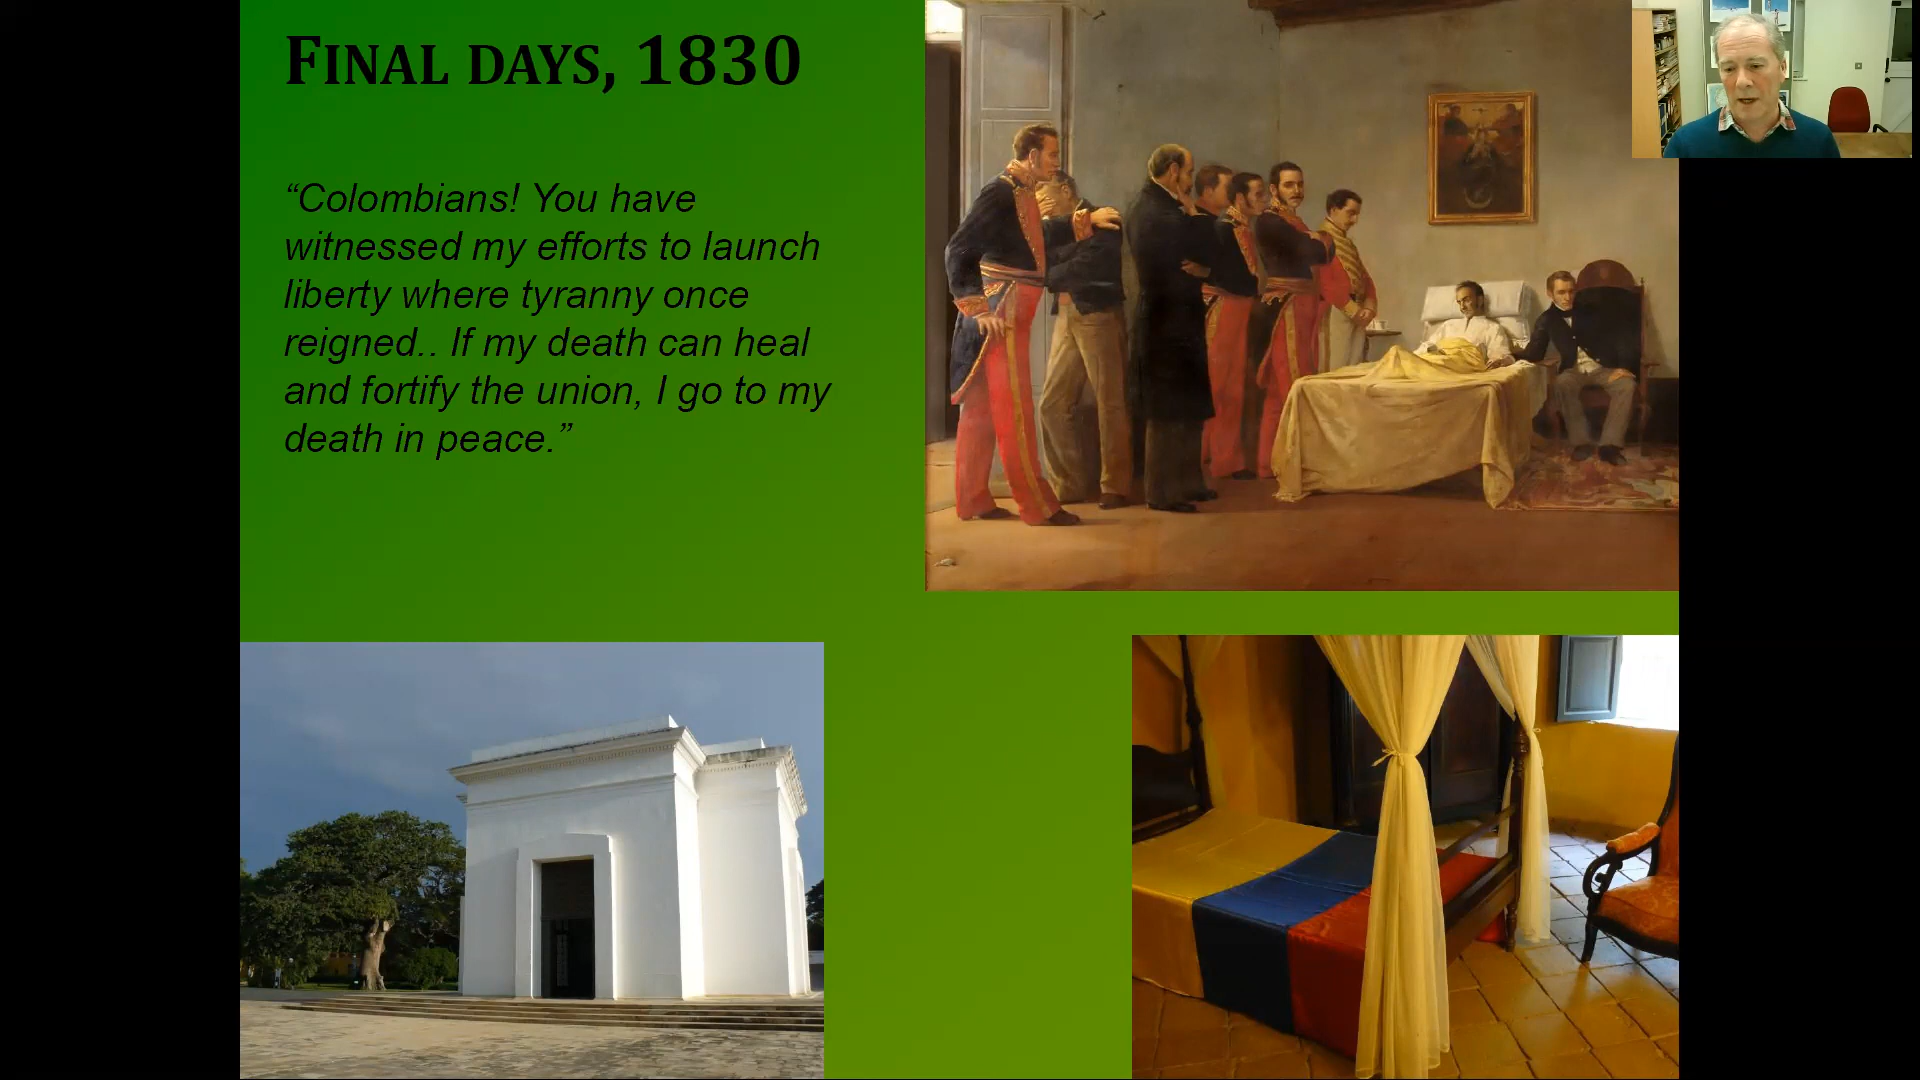 FINAL DAYS, 1830
“Colombians! You have
witnessed my efforts to launch
liberty where tyranny once
reigned.. If my death can heal
and fortify the union, I go to my
death in peace.”